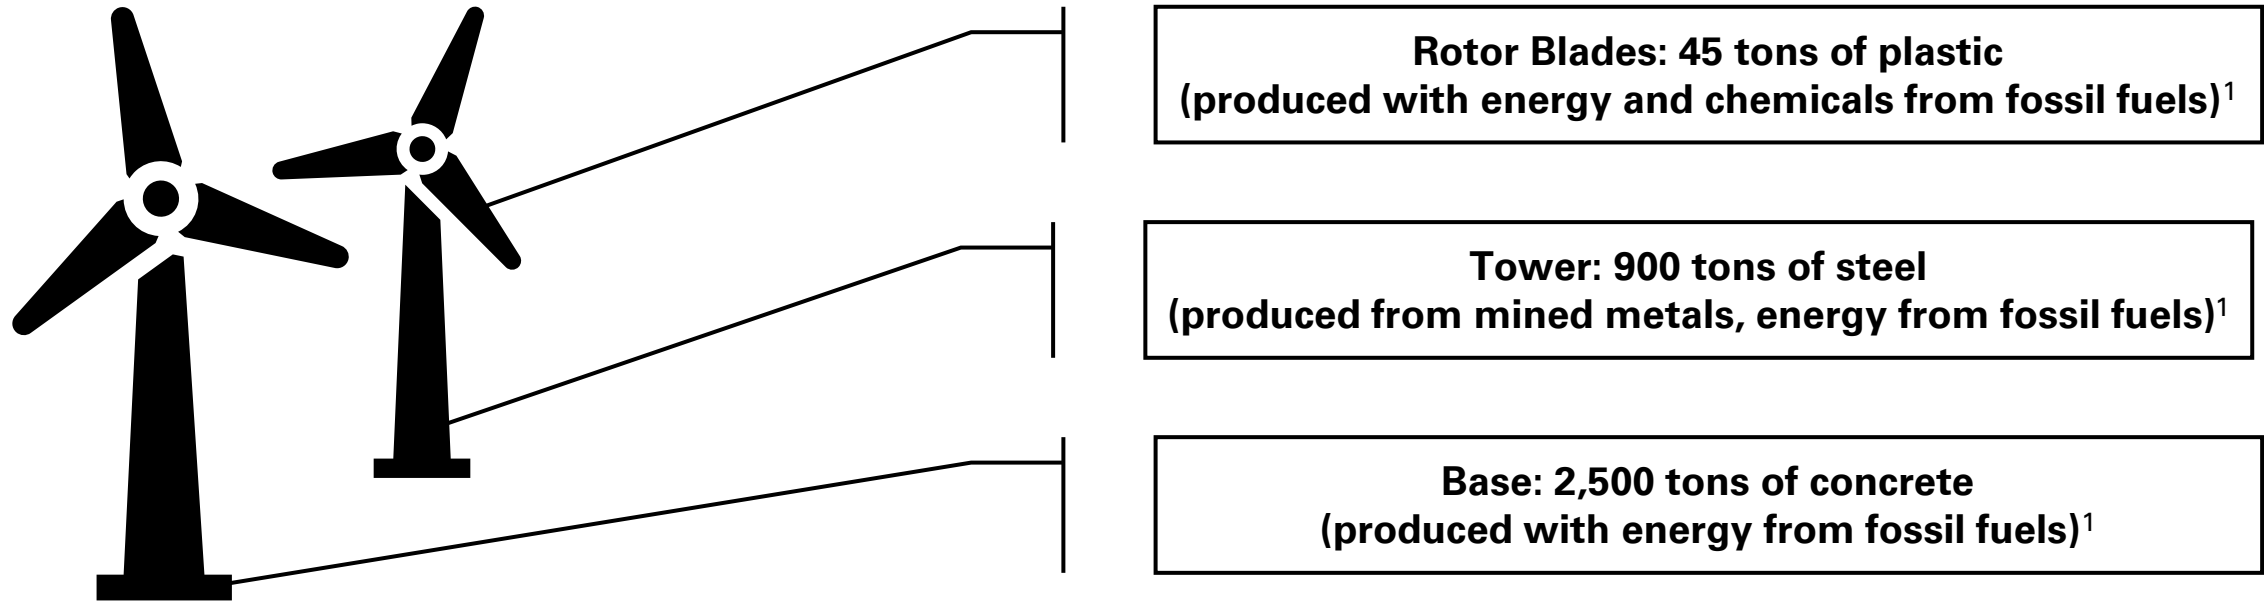 Rotor Blades: 45 tons of plastic
(produced with energy and chemicals from fossil fuels)¹
Tower: 900 tons of steel
(produced from mined metals, energy from fossil fuels)¹
Base: 2,500 tons of concrete
(produced with energy from fossil fuels)¹